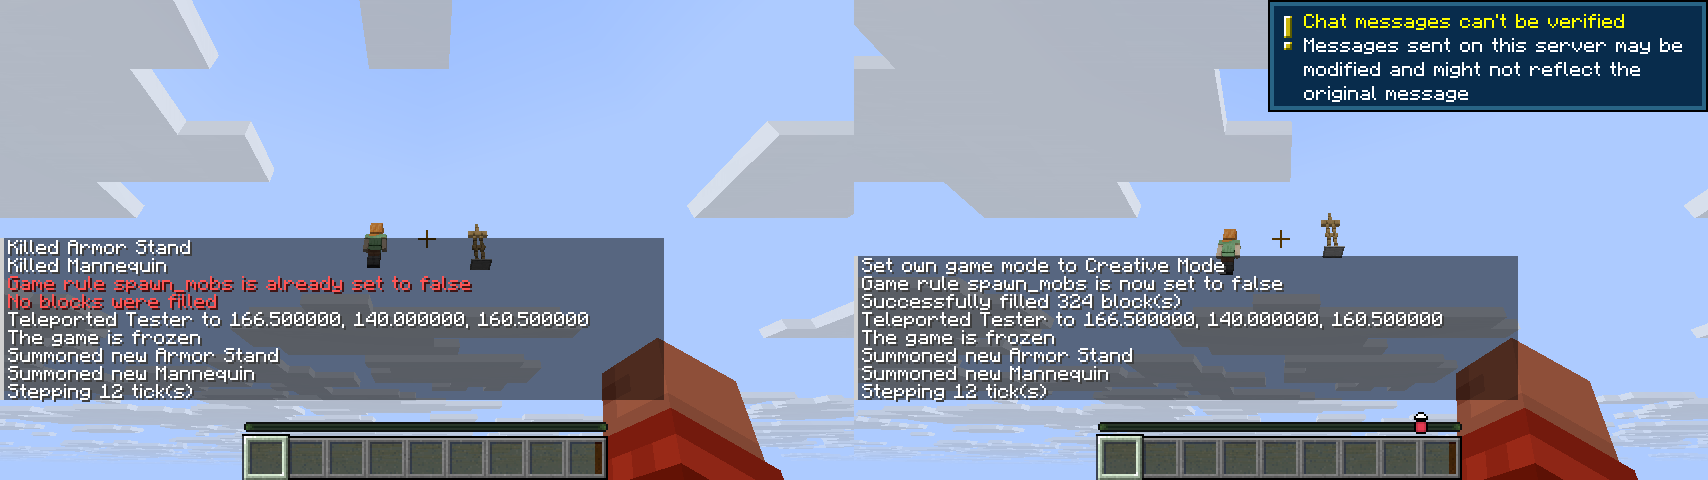 Killed Armor Stand
Killed Mannequin
Game rule spawn_mobs is already set to false
No blocks were filled
Teleported Tester to 166.500000, 140.000000, 160.500000
The game is frozen
Summoned new Armor Stand
Summoned new Mannequin
Stepping 12 tick(s)
Chat messages can't be verified
Messages sent on this server may be
modified and might not reflect the
original message
Set own game mode to Creative Mode
Game rule spawn_mobs is now set to false
Successfully filled 324 block(s)
Teleported Tester to 166.500000, 140.000000, 160.500000
The game is frozen
Summoned new Armor Stand
Summoned new Mannequin
Stepping 12 tick(s)